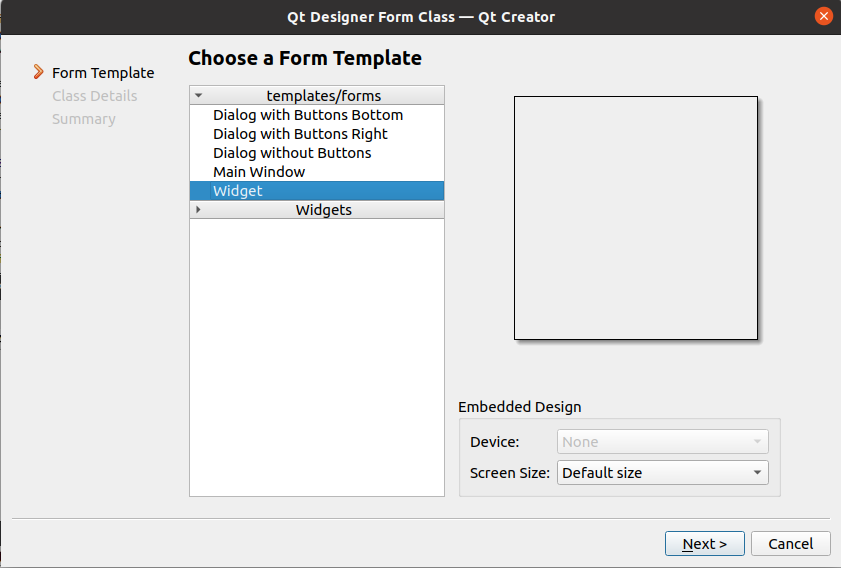 Qt Designer Form Class — Qt Creator
Form Template
Class Details
Summary
Choose a Form Template
templates/forms
Dialog with Buttons Bottom
Dialog with Buttons Right
Dialog without Buttons
Main Window
Widget
Widgets
Embedded Design
Device: None
Screen Size: Default size
Next >
Cancel